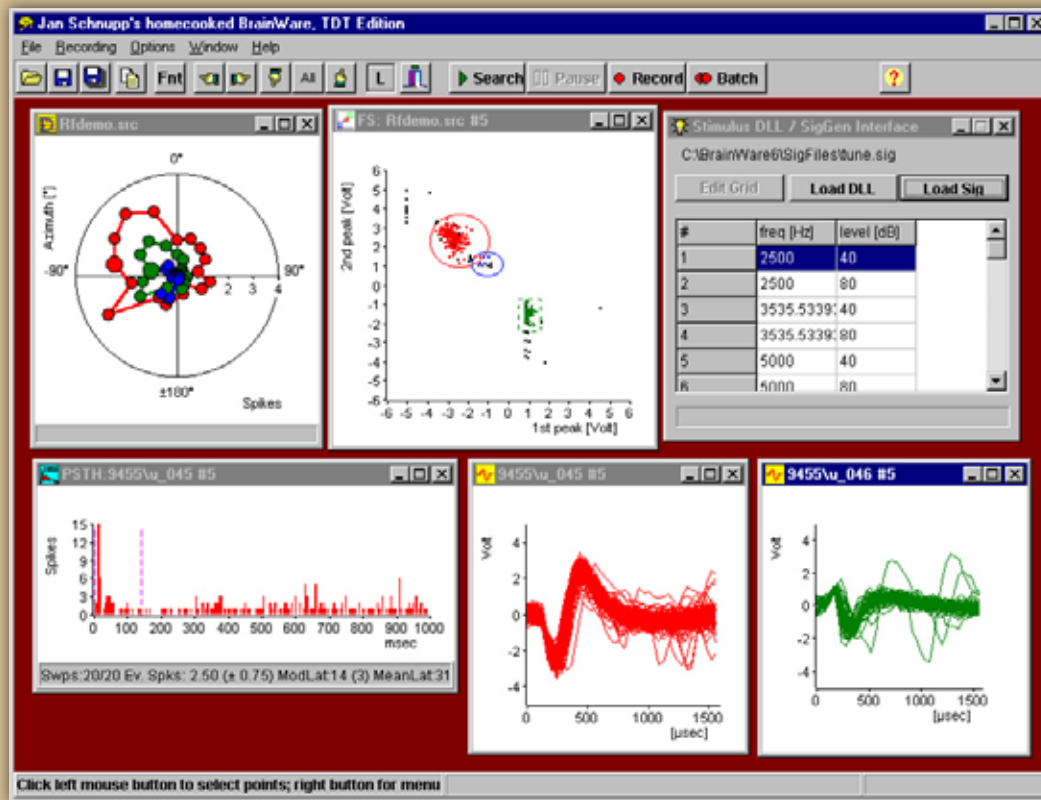 Jan Schnupp's homecooked BrainWare, TDT Edition
File Recording Options Window Help
Fnt All L Search Pause Record Batch ?
Rfdemo.src
0°
Azimuth [°]
-90° 90°
2 3 4
±180°
Spikes
FS: Rfdemo.src #5
2nd peak [Volt]
6
5
4
3
2
1
0
-1
-2
-3
-4
-5
-6
-6 -5 -4 -3 -2 -1 0 1 2 3 4 5 6
1st peak [Volt]
Stimulus DLL / SigGen Interface
C:\BrainWare6\SigFiles\tune.sig
Edit Grid Load DLL Load Sig
# freq [Hz] level [dB]
1 2500 40
2 2500 80
3 3535.5339 40
4 3535.5339 80
5 5000 40
6 5000 80
PSTH:9455\u_045 #5
Spikes
15
12
9
6
3
0
0 100 200 300 400 500 600 700 800 900 1000
msec
Swps:20/20 Ev. Spks: 2.50 (± 0.75) ModLat:14 (3) MeanLat:31
9455\u_045 #5
Volt
4
2
0
-2
-4
0 500 1000 1500
[µsec]
9455\u_046 #5
Volt
4
2
0
-2
-4
0 500 1000 1500
[µsec]
Click left mouse button to select points; right button for menu